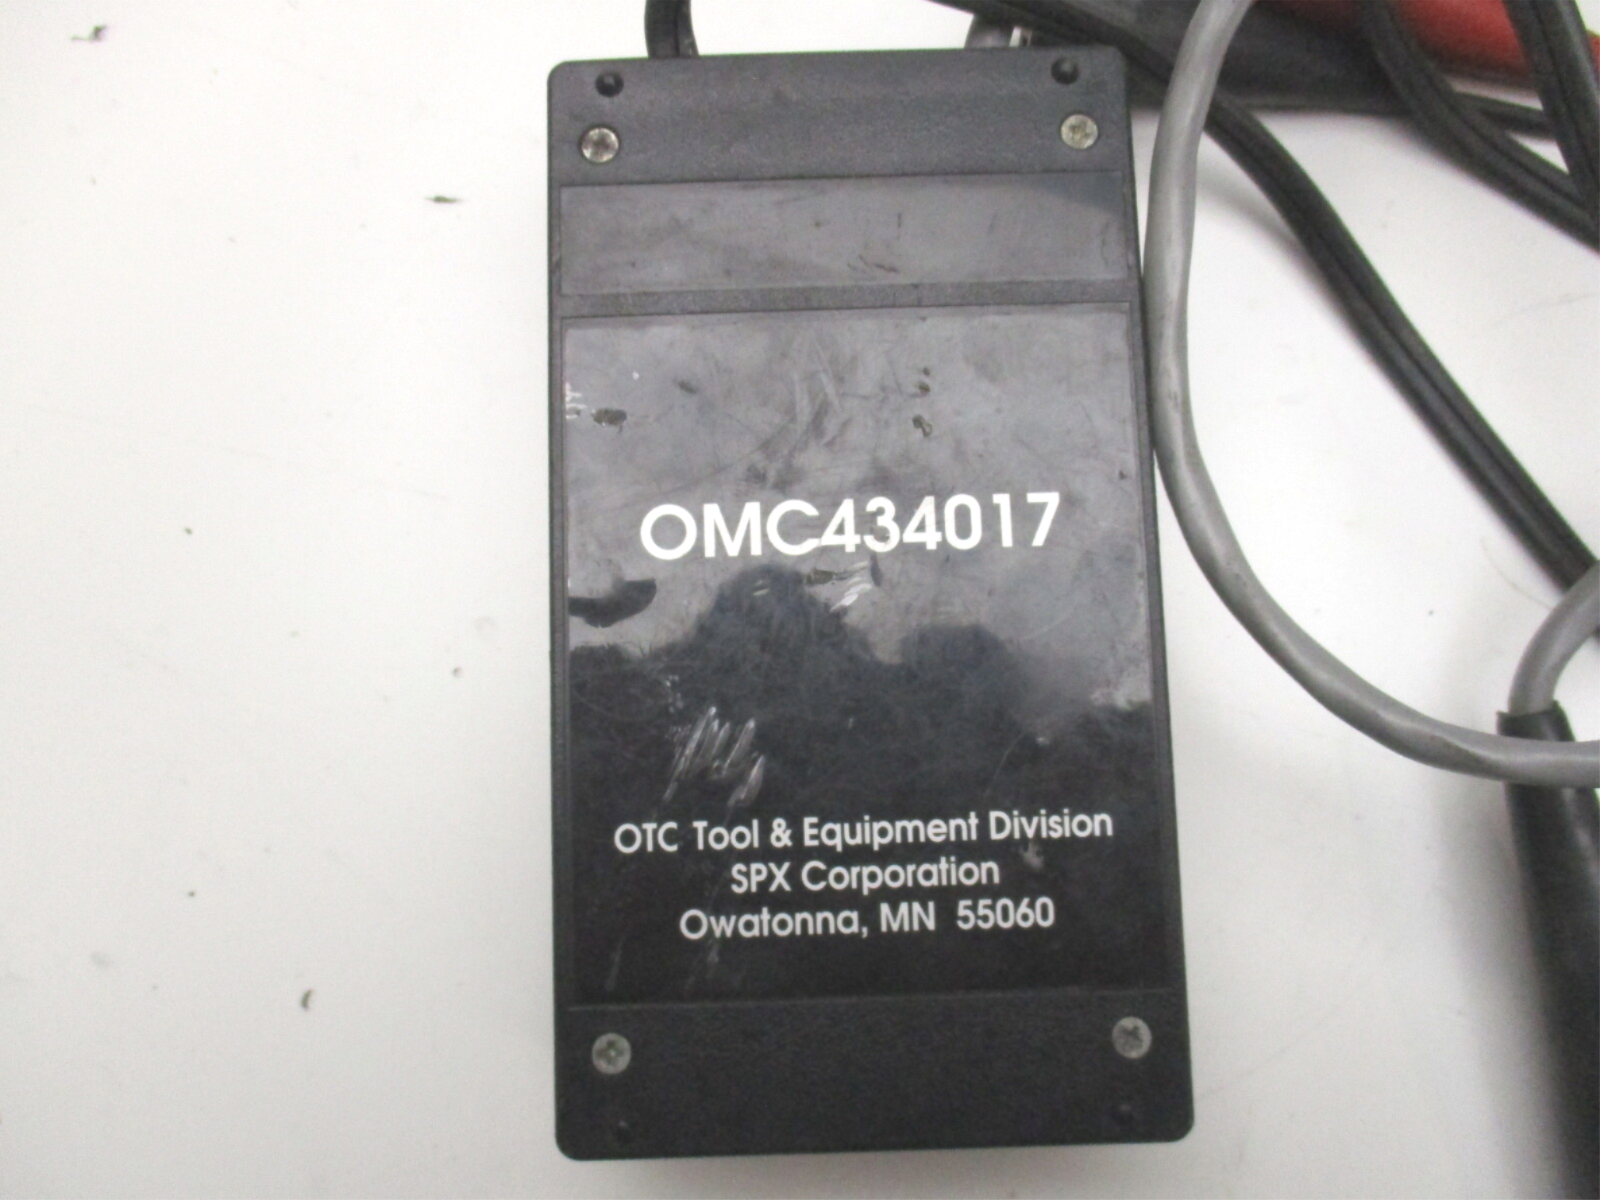 OMC434017
OTC Tool & Equipment Division
SPX Corporation
Owatonna, MN 55060